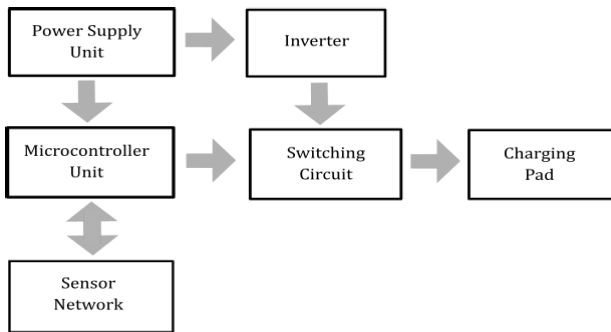 Power Supply
Unit
Inverter
Microcontroller
Unit
Switching
Circuit
Charging
Pad
Sensor
Network